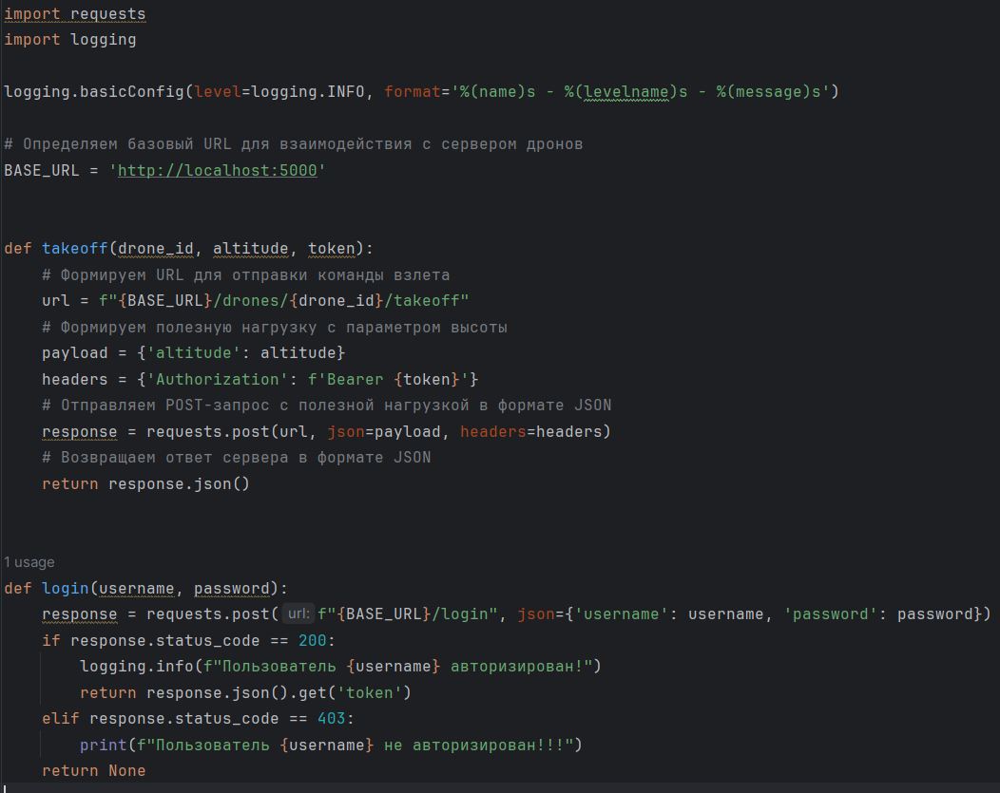 import requests
import logging

logging.basicConfig(level=logging.INFO, format='%(name)s - %(levelname)s - %(message)s')

# Определяем базовый URL для взаимодействия с сервером дронов
BASE_URL = 'http://localhost:5000'


def takeoff(drone_id, altitude, token):
    # Формируем URL для отправки команды взлета
    url = f"{BASE_URL}/drones/{drone_id}/takeoff"
    # Формируем полезную нагрузку с параметром высоты
    payload = {'altitude': altitude}
    headers = {'Authorization': f'Bearer {token}'}
    # Отправляем POST-запрос с полезной нагрузкой в формате JSON
    response = requests.post(url, json=payload, headers=headers)
    # Возвращаем ответ сервера в формате JSON
    return response.json()


1 usage
def login(username, password):
    response = requests.post( url: f"{BASE_URL}/login", json={'username': username, 'password': password})
    if response.status_code == 200:
        logging.info(f"Пользователь {username} авторизирован!")
        return response.json().get('token')
    elif response.status_code == 403:
        print(f"Пользователь {username} не авторизирован!!!")
    return None